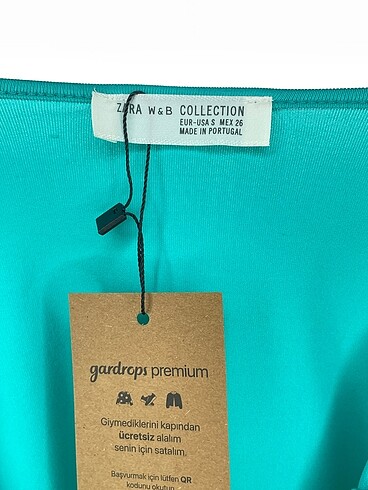 ZARA W&B COLLECTION
EUR-USA S MEX 26
MADE IN PORTUGAL
gardrops premium
Giymediklerini kapından
ücretsiz alalım
senin için satalım.
Başvurmak için lütfen QR
kodunu okutun